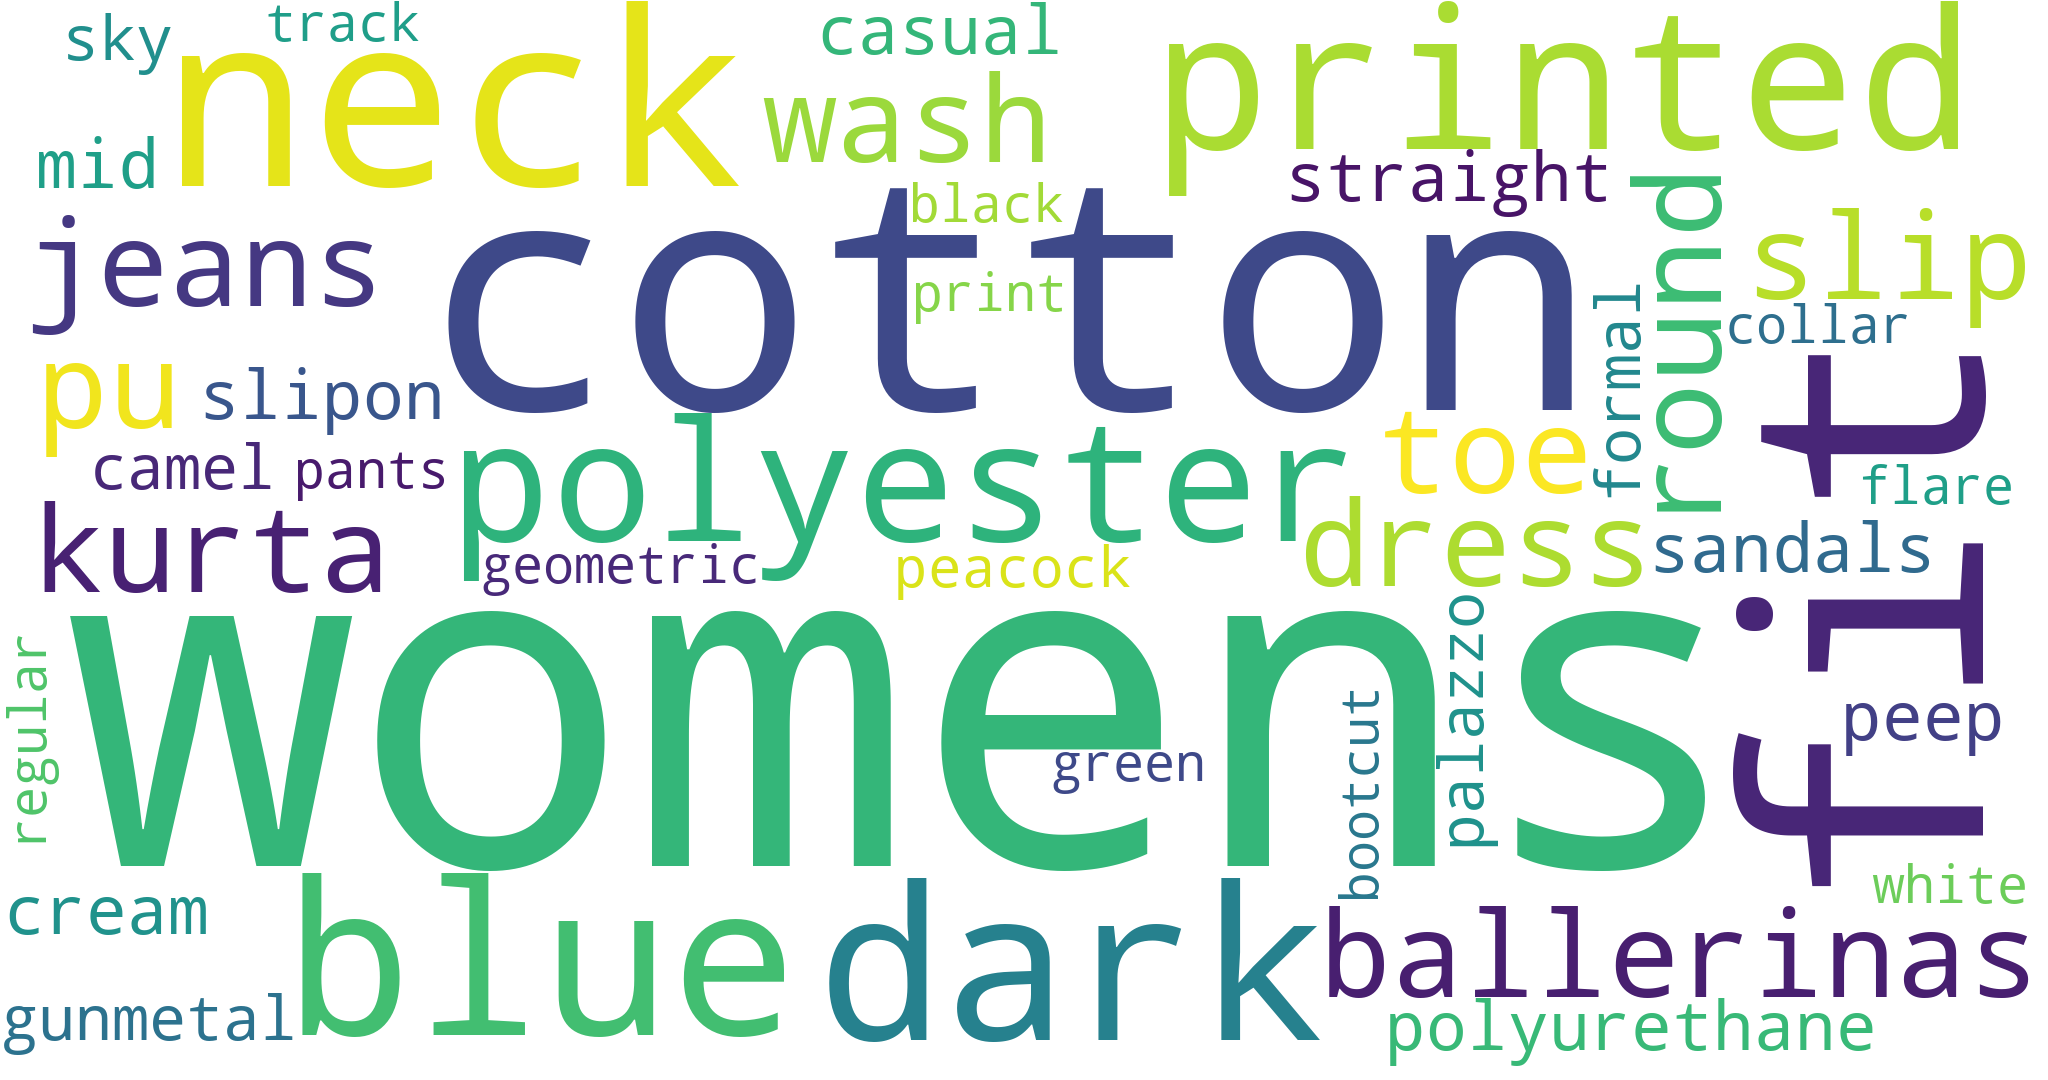 sky
track
neck
casual
printed
wash
mid
straight
black
jeans
cotton
round
slip
print
formal
collar
pu
slipon
fit
polyester
toe
camel
pants
flare
kurta
dress
geometric
peacock
sandals
womens
palazzo
regular
bootcut
peep
green
blue
dark
white
cream
ballerinas
gunmetal
polyurethane